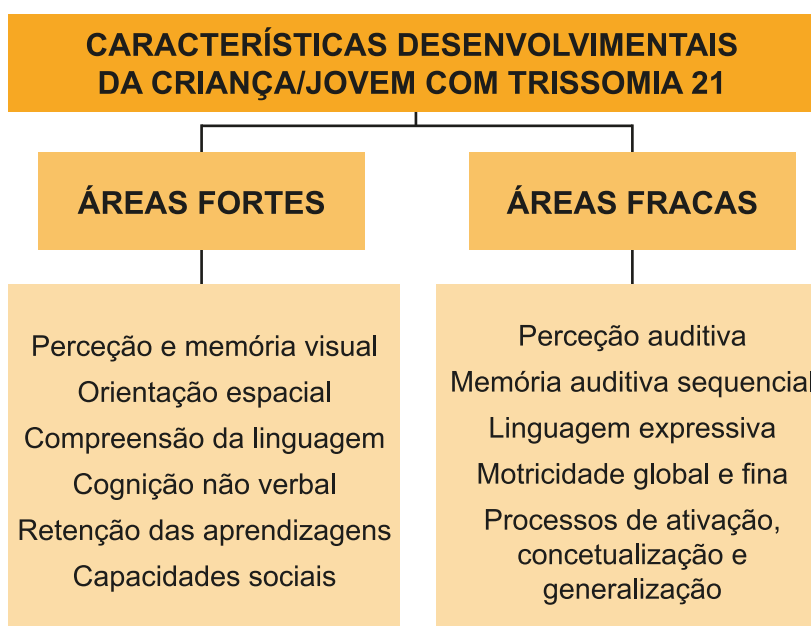 CARACTERÍSTICAS DESENVOLVIMENTAIS
DA CRIANÇA/JOVEM COM TRISSOMIA 21
ÁREAS FORTES
Perceção e memória visual
Orientação espacial
Compreensão da linguagem
Cognição não verbal
Retenção das aprendizagens
Capacidades sociais
ÁREAS FRACAS
Perceção auditiva
Memória auditiva sequencial
Linguagem expressiva
Motricidade global e fina
Processos de ativação,
concetualização e
generalização